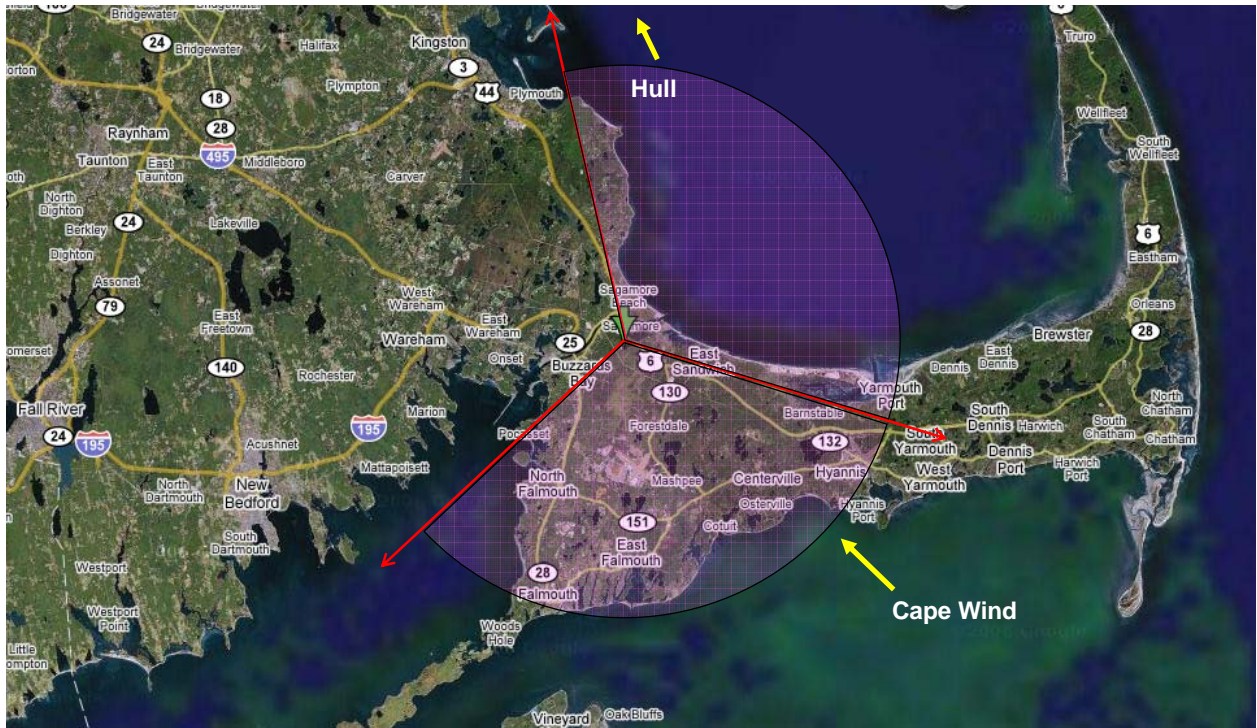 Bridgewater
24
Bridgewater
Halifax
Kingston
3
44
Plympton
Plymouth
18
28
Raynham
495
Taunton
East
Taunton
Middleboro
Carver
North
Dighton
Berkley
24
Lakeville
Dighton
Assonet
79
East
Freetown
West
Wareham
Wareham
East
Wareham
Onset
25
Buzzards
Bay
Sagamore
Beach
Sagamore
6
East
Sandwich
130
140
Rochester
Marion
Fall River
24
195
Acushnet
195
Mattapoisett
North
Dartmouth
New
Bedford
South
Dartmouth
Westport
Westport
Point
Little
Pocasset
Forestdale
Barnstable
132
Hyannis
North
Falmouth
Mashpee
Centerville
Osterville
151
Cotuit
East
Falmouth
28
Falmouth
Woods
Hole
Vineyard
Oak Bluffs
Hyannis
Port
Yarmouth
Port
South
Yarmouth
West
Yarmouth
Dennis
East
Dennis
Brewster
South
Dennis
Harwich
Dennis
Port
Harwich
Port
South
Chatham
North
Chatham
Chatham
28
Orleans
Eastham
6
South
Wellfleet
Wellfleet
Truro
Hull
Cape Wind